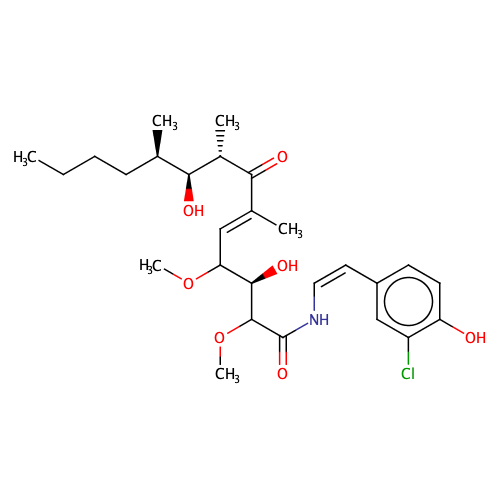 CH₃ CH₃
H₃C O
OH CH₃
H₃C OH
O
O NH OH
CH₃ O Cl